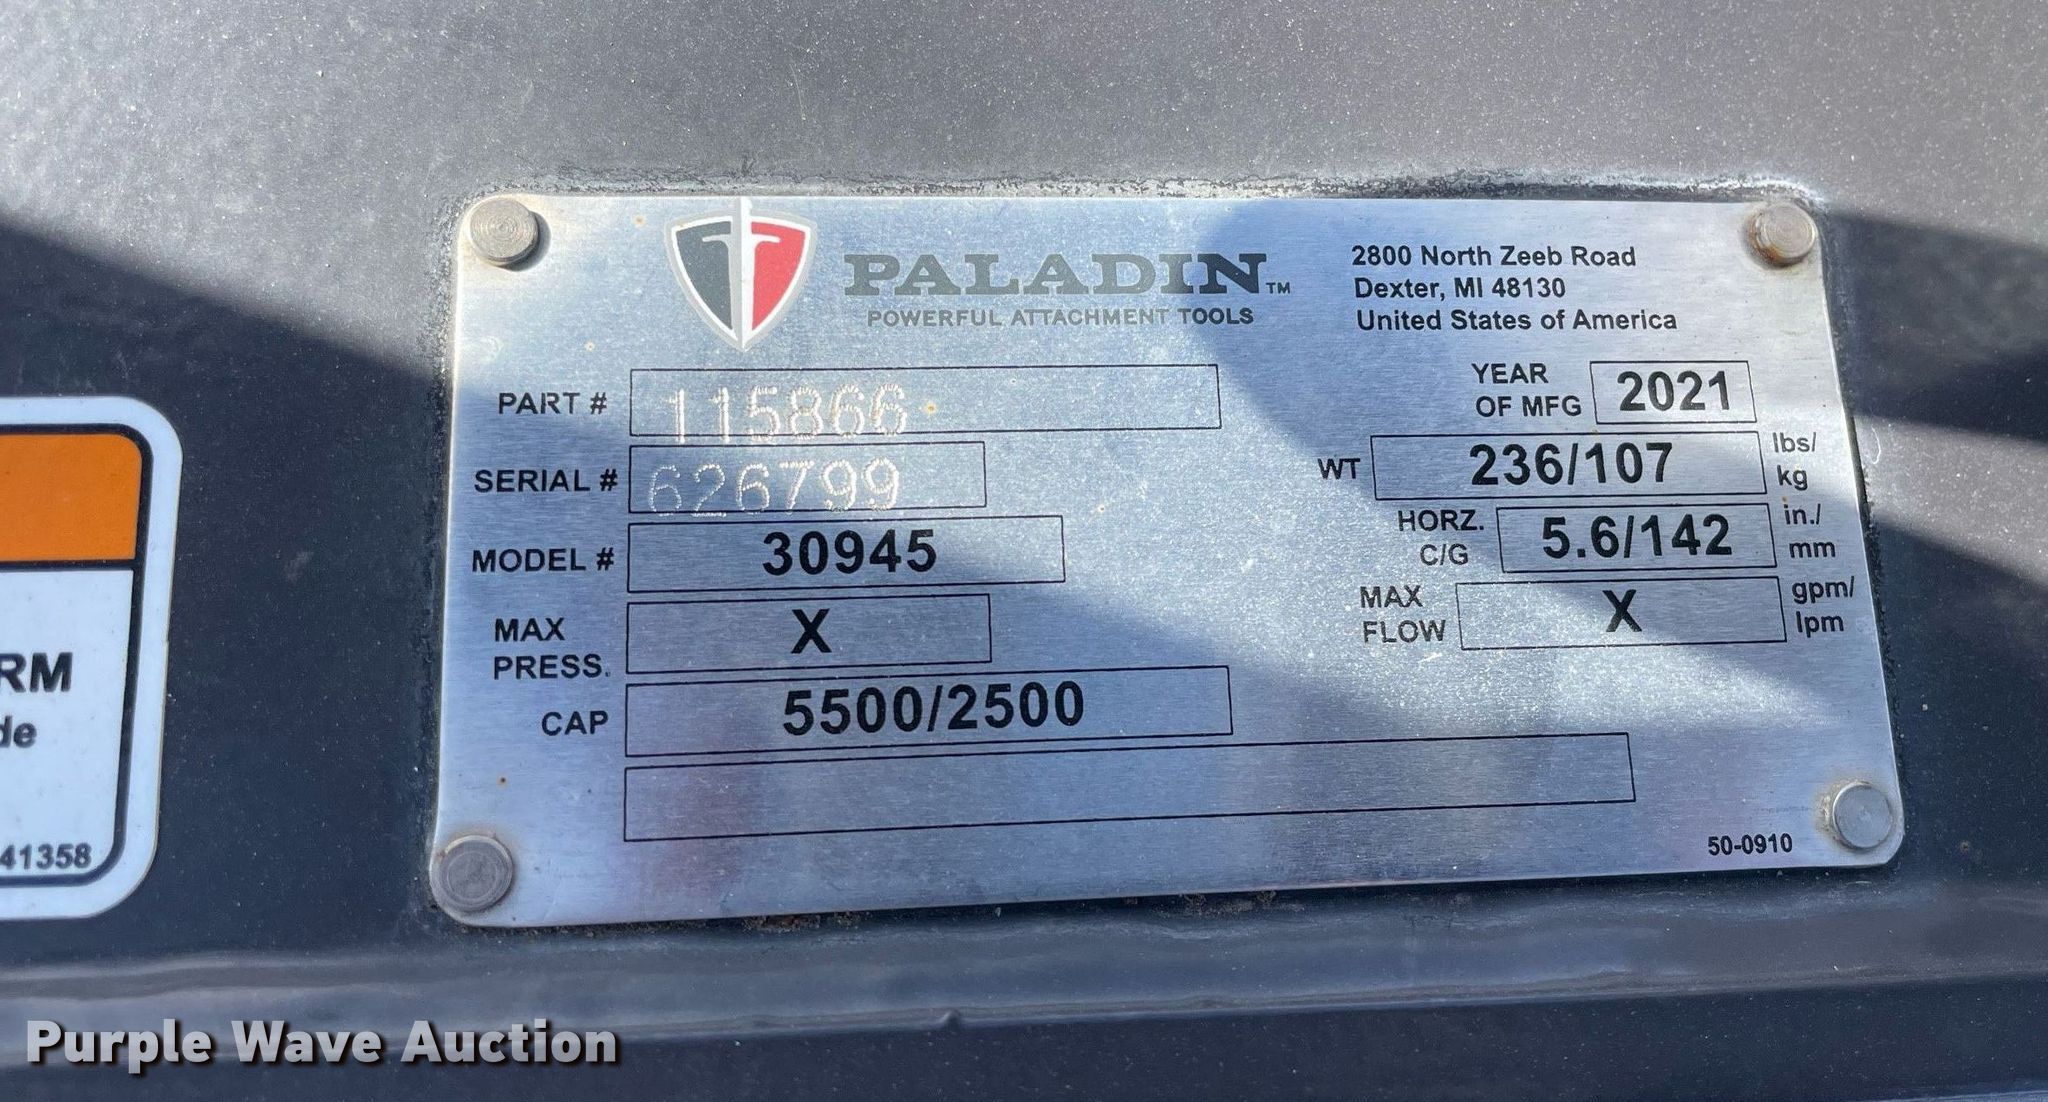 PALADIN™
POWERFUL ATTACHMENT TOOLS
2800 North Zeeb Road
Dexter, MI 48130
United States of America
PART # 115866
SERIAL # 626799
MODEL # 30945
MAX PRESS. X
CAP 5500/2500
YEAR OF MFG 2021
WT 236/107 lbs/ kg
HORZ. C/G 5.6/142 in./ mm
MAX FLOW X gpm/ lpm
50-0910
RM
de
41358
Purple Wave Auction